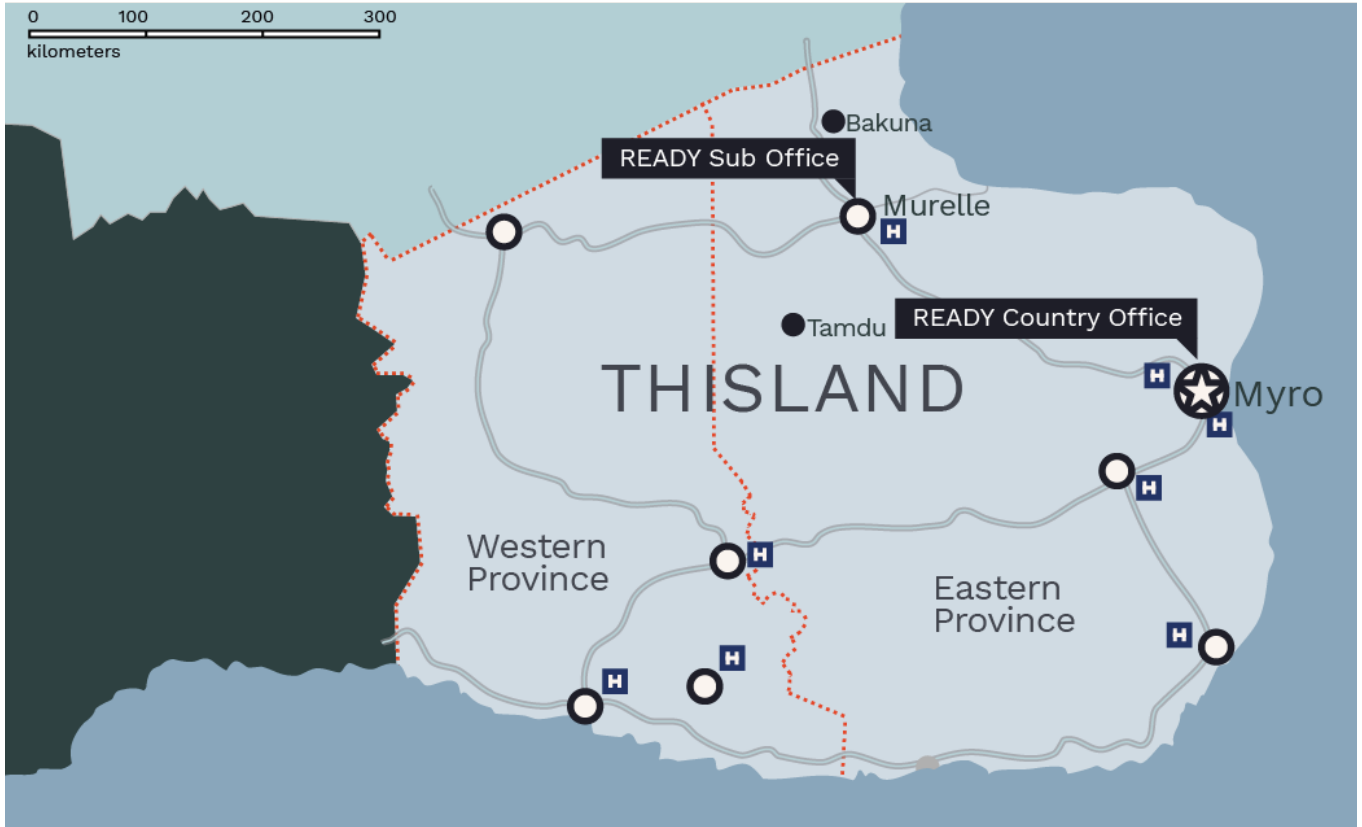 0 100 200 300
kilometers
Bakuna
READY Sub Office
Murelle
H
READY Country Office
Tamdu
THISLAND
H
Myro
H
H
Western
Province
H
Eastern
Province
H
H
H